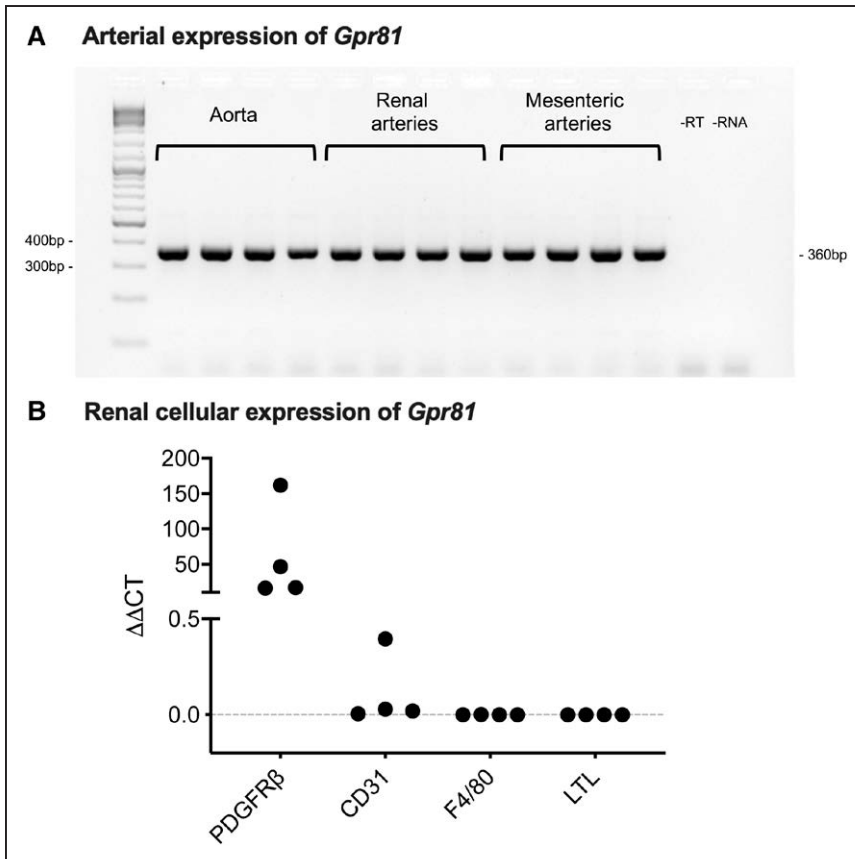 A Arterial expression of Gpr81
Aorta
Renal
arteries
Mesenteric
arteries
-RT -RNA
400bp -
300bp -
- 360bp
B Renal cellular expression of Gpr81
ΔΔCT
200
150
100
50
0.5
0.0
PDGFRβ
CD31
F4/80
LTL